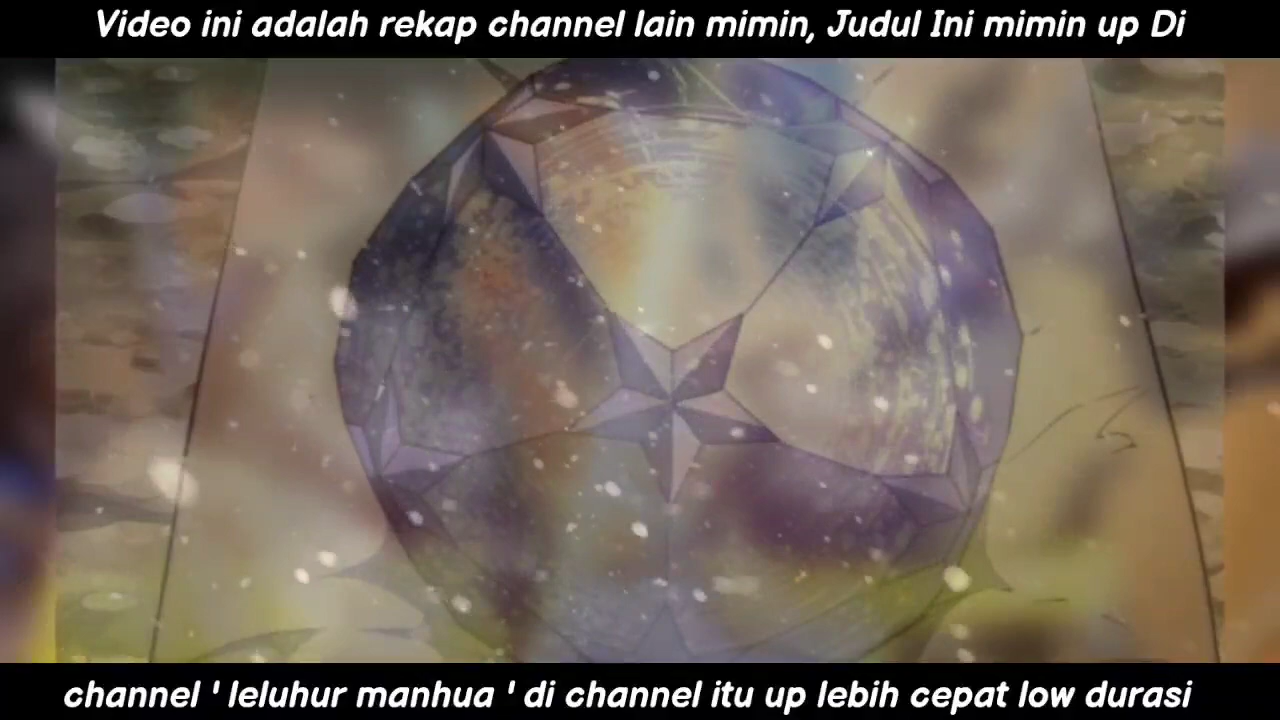 Video ini adalah rekap channel lain mimin, Judul Ini mimin up Di
channel ' leluhur manhua ' di channel itu up lebih cepat low durasi